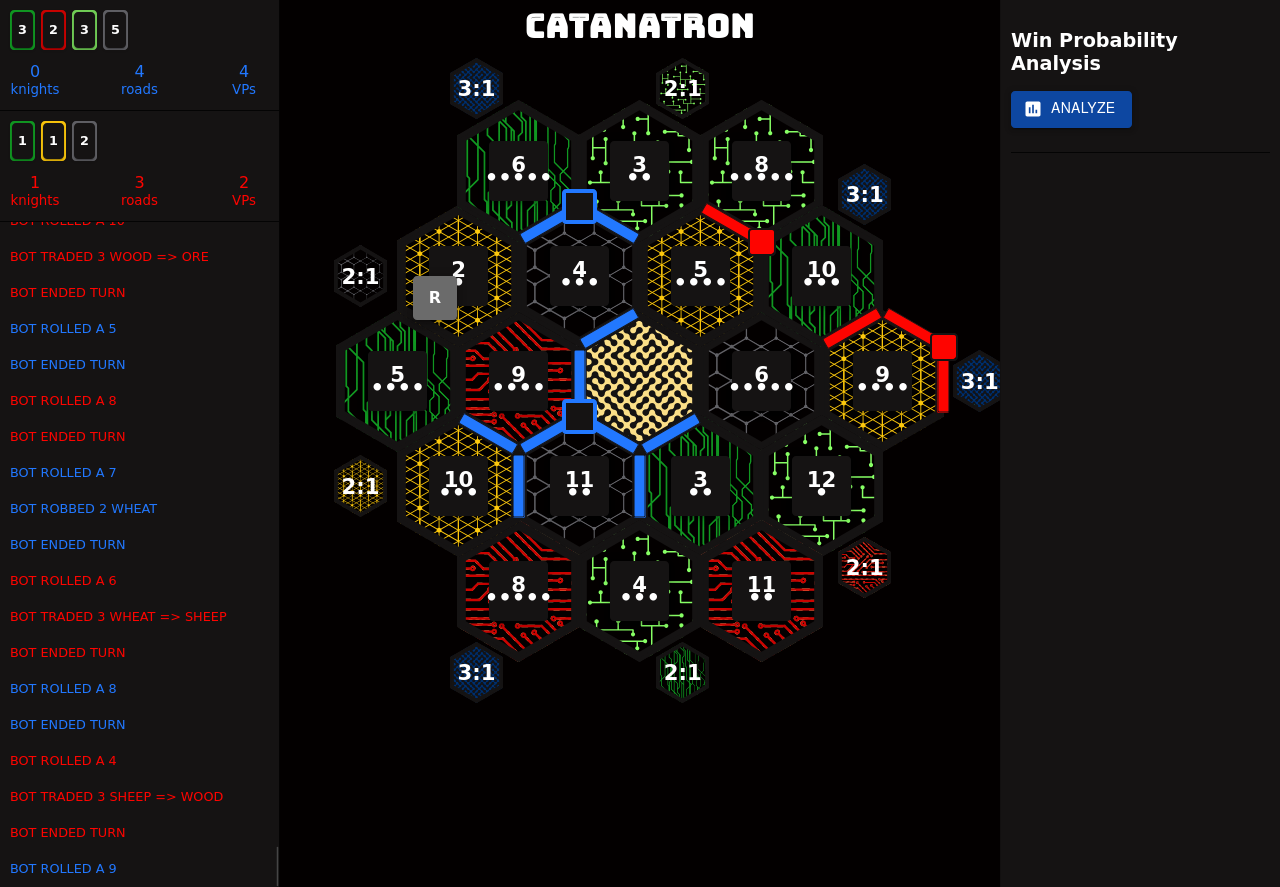 3 2 3 5
0 4 4
knights roads VPs
1 1 2
1 3 2
knights roads VPs
BOT ROLLED A 10
BOT TRADED 3 WOOD => ORE
BOT ENDED TURN
BOT ROLLED A 5
BOT ENDED TURN
BOT ROLLED A 8
BOT ENDED TURN
BOT ROLLED A 7
BOT ROBBED 2 WHEAT
BOT ENDED TURN
BOT ROLLED A 6
BOT TRADED 3 WHEAT => SHEEP
BOT ENDED TURN
BOT ROLLED A 8
BOT ENDED TURN
BOT ROLLED A 4
BOT TRADED 3 SHEEP => WOOD
BOT ENDED TURN
BOT ROLLED A 9
CATANATRON
3:1 2:1
6 3 8
3:1
2:1 2 4 5 10
R
5 9 6 9 3:1
2:1 10 11 3 12
2:1
8 4 11
3:1 2:1
Win Probability
Analysis
ANALYZE